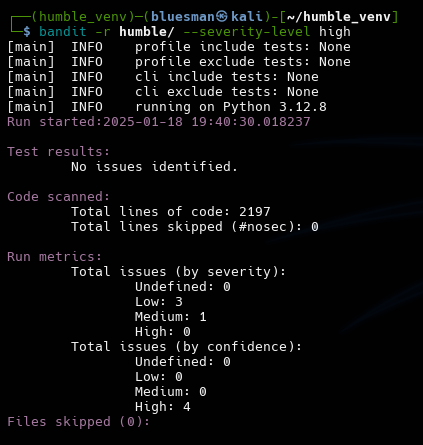 ┌──(humble_venv)─(bluesman㉿kali)-[~/humble_venv]
└─$ bandit -r humble/ --severity-level high
[main]  INFO    profile include tests: None
[main]  INFO    profile exclude tests: None
[main]  INFO    cli include tests: None
[main]  INFO    cli exclude tests: None
[main]  INFO    running on Python 3.12.8
Run started:2025-01-18 19:40:30.018237
Test results:
        No issues identified.
Code scanned:
        Total lines of code: 2197
        Total lines skipped (#nosec): 0
Run metrics:
        Total issues (by severity):
                Undefined: 0
                Low: 3
                Medium: 1
                High: 0
        Total issues (by confidence):
                Undefined: 0
                Low: 0
                Medium: 0
                High: 4
Files skipped (0):